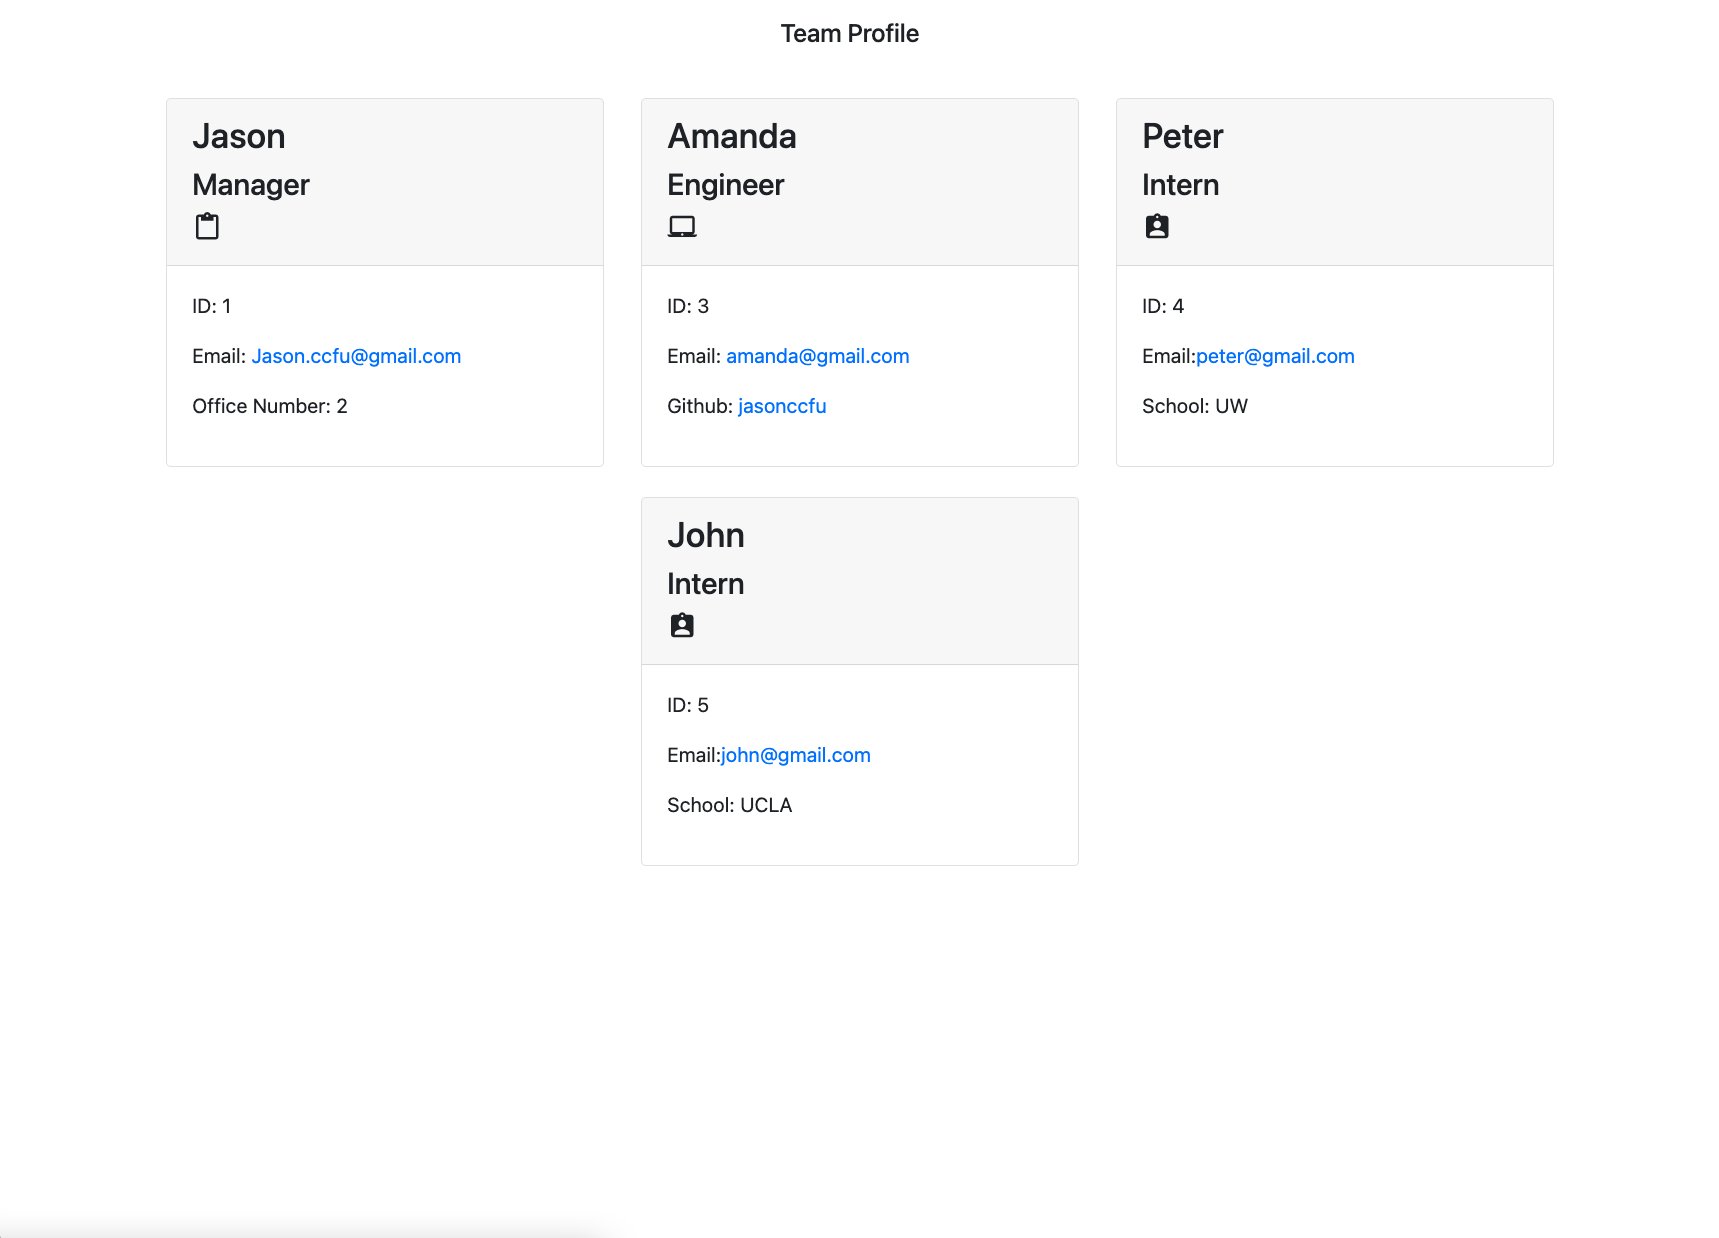 Team Profile
Jason
Manager
ID: 1
Email: Jason.ccfu@gmail.com
Office Number: 2
Amanda
Engineer
ID: 3
Email: amanda@gmail.com
Github: jasonccfu
Peter
Intern
ID: 4
Email:peter@gmail.com
School: UW
John
Intern
ID: 5
Email:john@gmail.com
School: UCLA